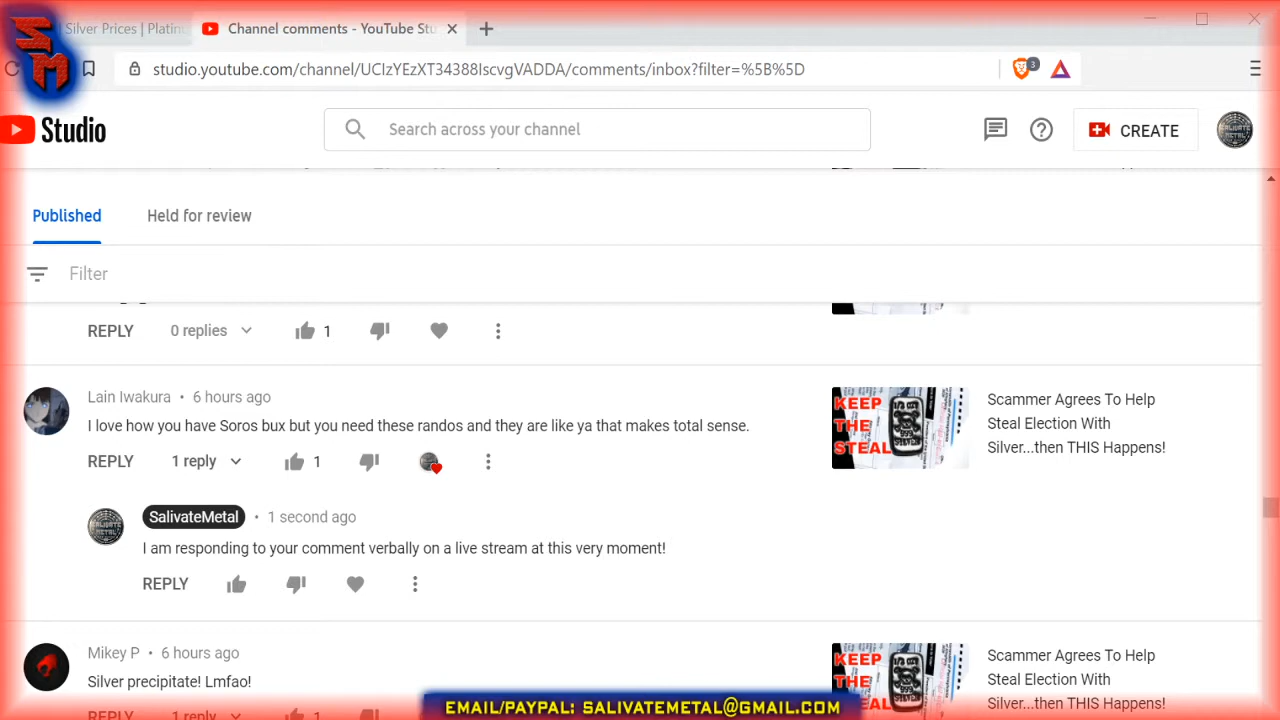 SM
Silver Prices | Platin
Channel comments - YouTube Stu
studio.youtube.com/channel/UCIzYEzXT34388IscvgVADDA/comments/inbox?filter=%5B%5D
3
Studio
Search across your channel
CREATE
Published
Held for review
Filter
REPLY 0 replies 1
Lain Iwakura • 6 hours ago
I love how you have Soros bux but you need these randos and they are like ya that makes total sense.
REPLY 1 reply 1
KEEP
THE
STEAL
Scammer Agrees To Help
Steal Election With
Silver...then THIS Happens!
SalivateMetal • 1 second ago
I am responding to your comment verbally on a live stream at this very moment!
REPLY
Mikey P • 6 hours ago
Silver precipitate! Lmfao!
REPLY 1 reply 1
KEEP
THE
STEAL
Scammer Agrees To Help
Steal Election With
Silver...then THIS Happens!
EMAIL/PAYPAL: SALIVATEMETAL@GMAIL.COM